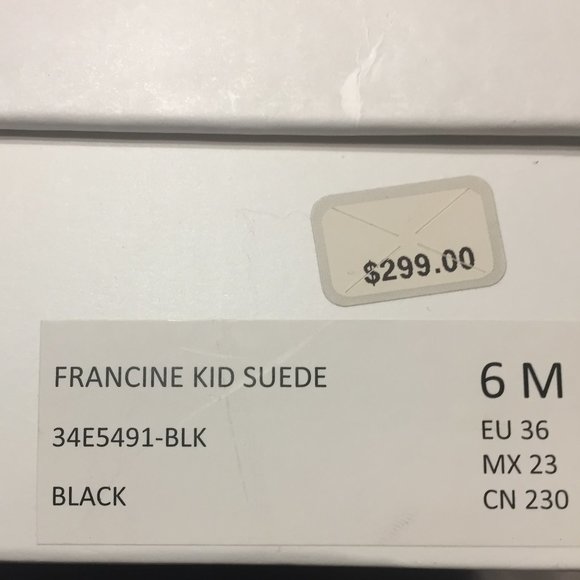 $299.00
FRANCINE KID SUEDE
6 M
34E5491-BLK
EU 36
MX 23
BLACK
CN 230